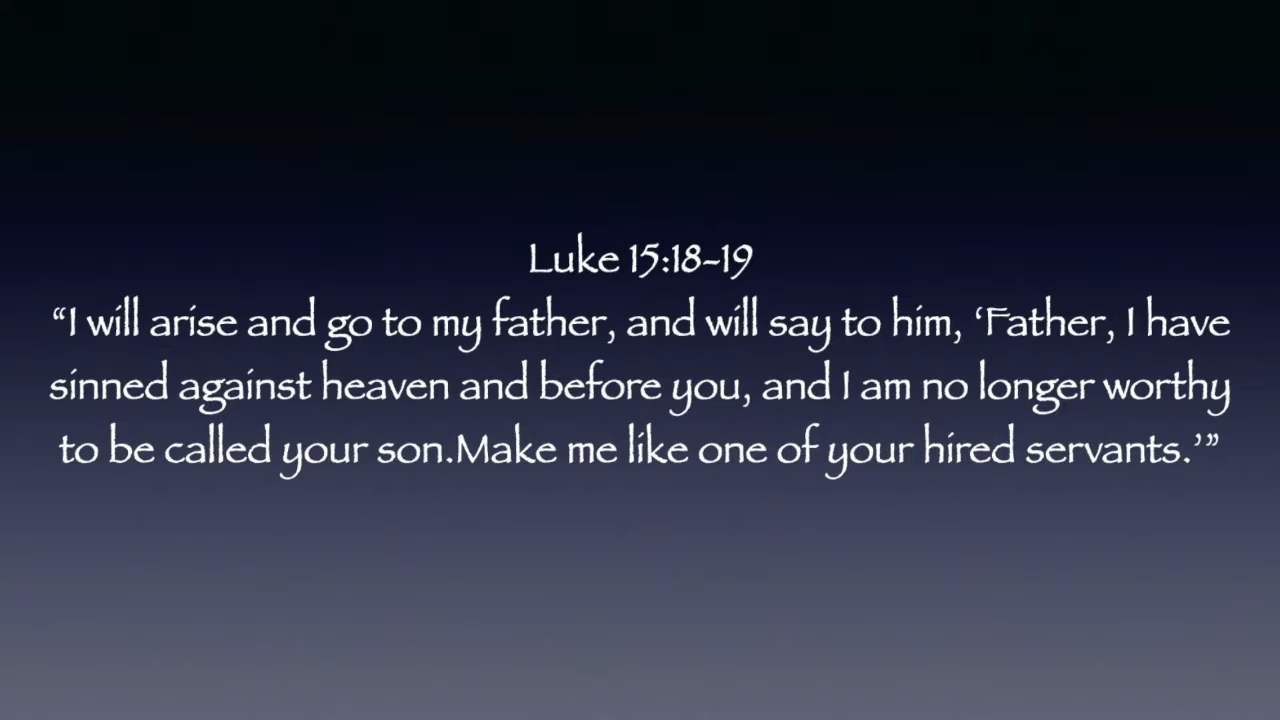 Luke 15:18-19
“I will arise and go to my father, and will say to him, ‘Father, I have
sinned against heaven and before you, and I am no longer worthy
to be called your son.Make me like one of your hired servants.’”